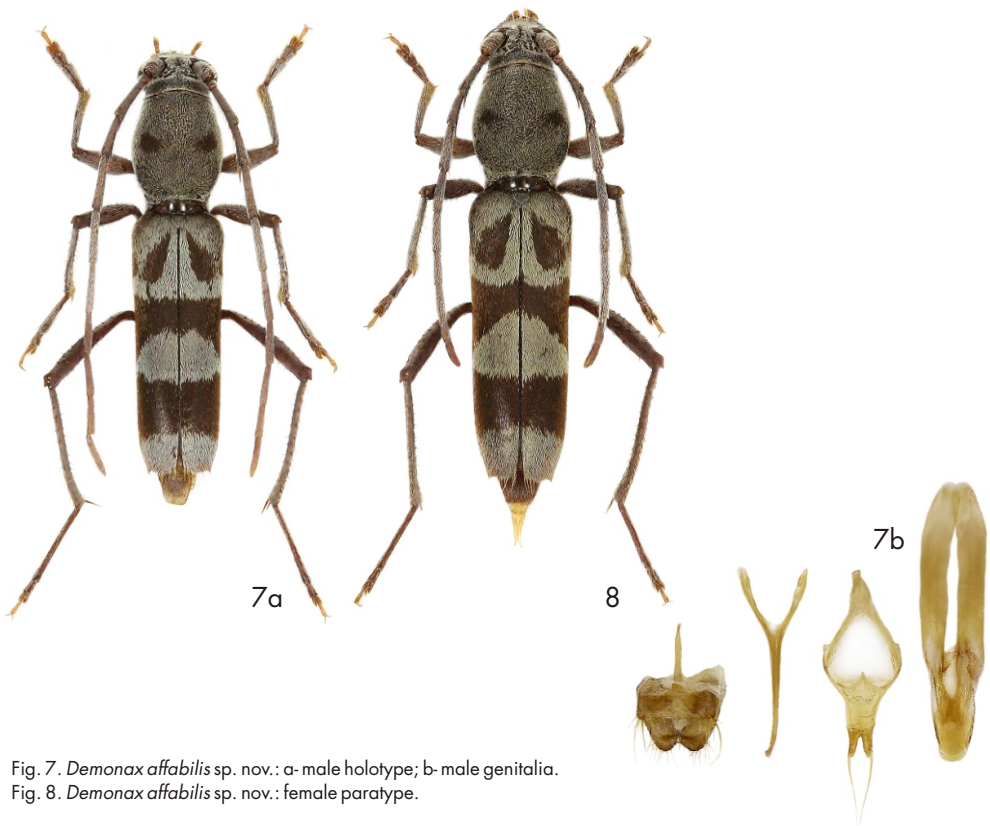 7a
8
7b
Fig. 7. Demonax affabilis sp. nov.: a- male holotype; b- male genitalia.
Fig. 8. Demonax affabilis sp. nov.: female paratype.